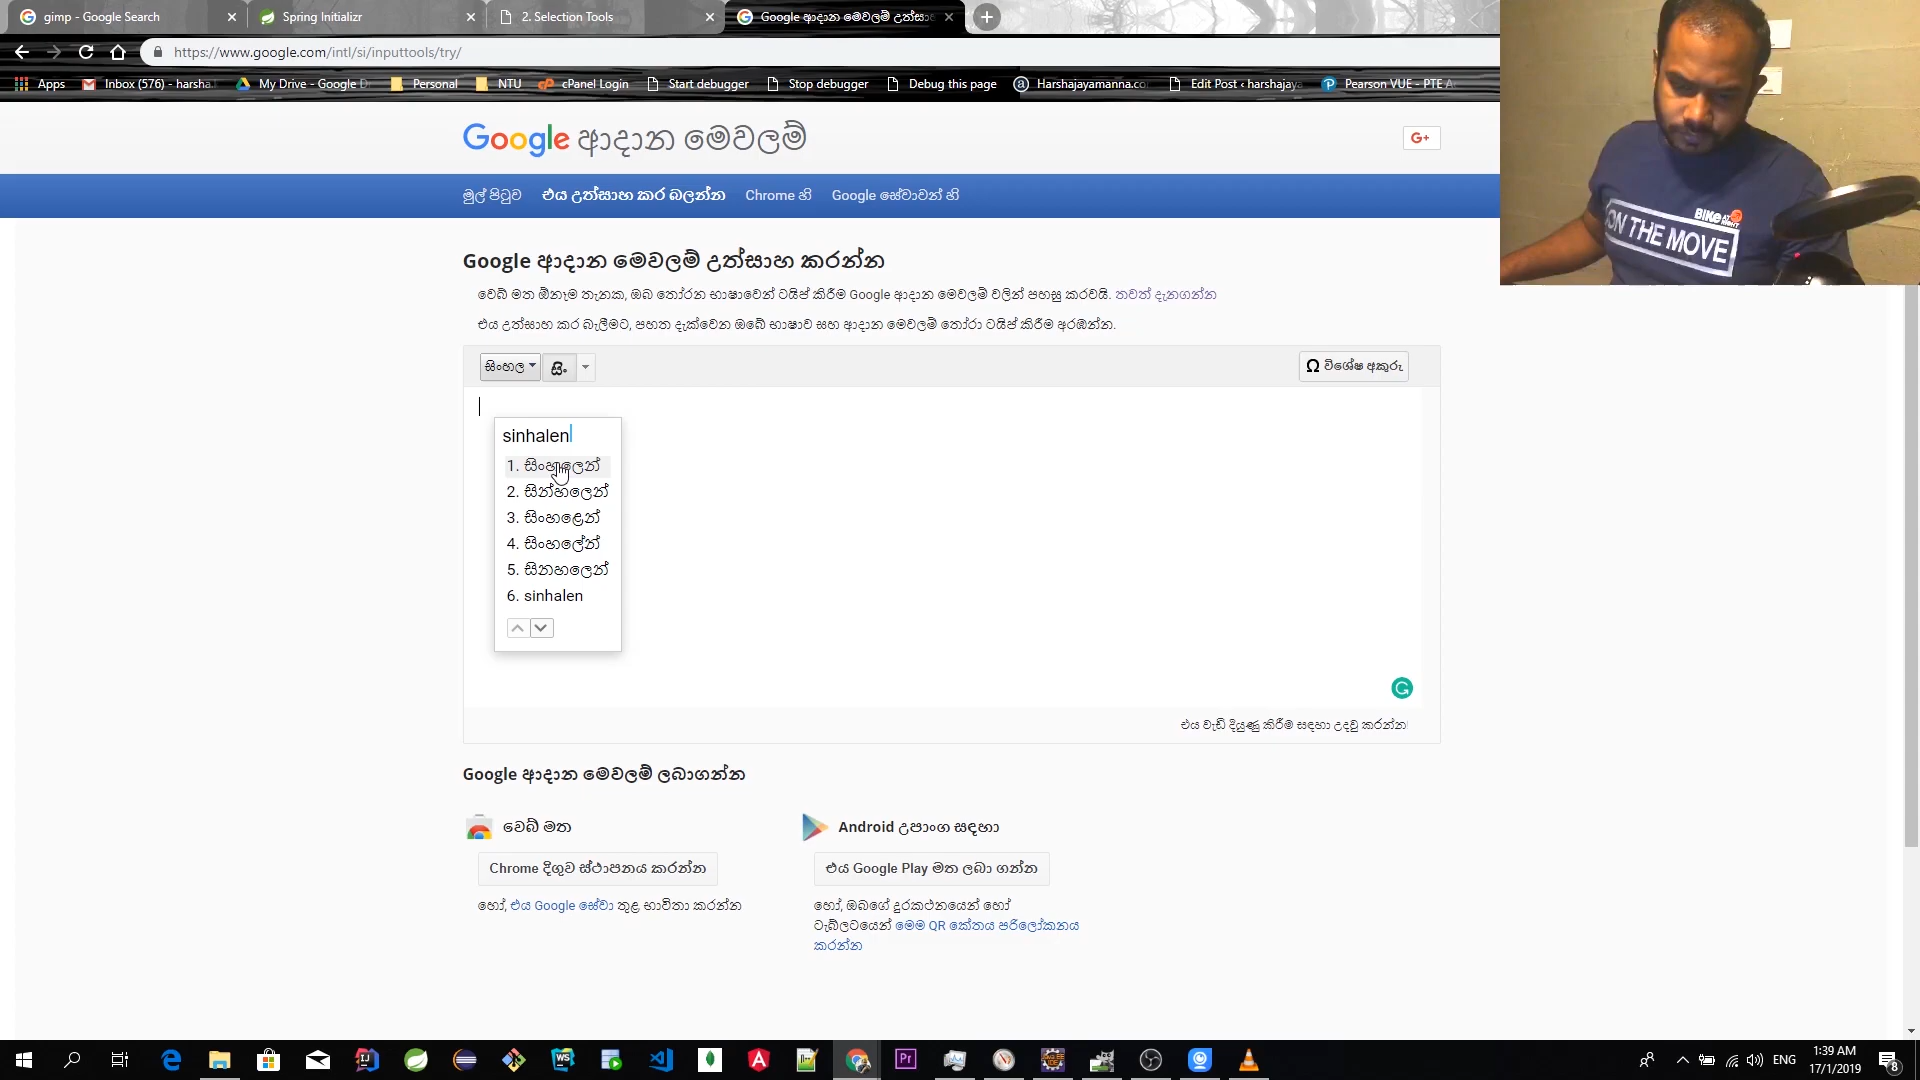 gimp - Google Search
Spring Initializr
2. Selection Tools
Google ආදාන මෙවලම් උත්සා
https://www.google.com/intl/si/inputtools/try/
Apps
Inbox (576) - harsha.
My Drive - Google D
Personal
NTU
cPanel Login
Start debugger
Stop debugger
Debug this page
Harshajayamanna.co
Edit Post ‹ harshajaya
Pearson VUE - PTE A
Google ආදාන මෙවලම්
G+
මුල් පිටුව
එය උත්සාහ කර බලන්න
Chrome හි
Google සේවාවන් හි
Google ආදාන මෙවලම් උත්සාහ කරන්න
වෙබ් මත ඕනෑම තැනක, ඔබ තෝරන භාෂාවෙන් ටයිප් කිරීම Google ආදාන මෙවලම් වලින් පහසු කරවයි. තවත් දැනගන්න
එය උත්සාහ කර බැලීමට, පහත දැක්වෙන ඔබේ භාෂාව සහ ආදාන මෙවලම් තෝරා ටයිප් කිරීම අරඹන්න.
සිංහල
සිං
Ω විශේෂ අකුරු
sinhalen
1. සිංහලෙන්
2. සින්හලෙන්
3. සිංහළෙන්
4. සිංහලේන්
5. සිනහලෙන්
6. sinhalen
එය වැඩි දියුණු කිරීම සඳහා උදවු කරන්න
Google ආදාන මෙවලම් ලබාගන්න
වෙබ් මත
Android උපාංග සඳහා
Chrome දිගුව ස්ථාපනය කරන්න
එය Google Play මත ලබා ගන්න
හෝ, එය Google සේවා තුළ භාවිතා කරන්න
හෝ, ඔබගේ දුරකථනයෙන් හෝ
ටැබ්ලටයෙන් මෙම QR කේතය පරිලෝකනය
කරන්න
BIKE AT NIGHT
ON THE MOVE
ENG
1:39 AM
17/1/2019
8